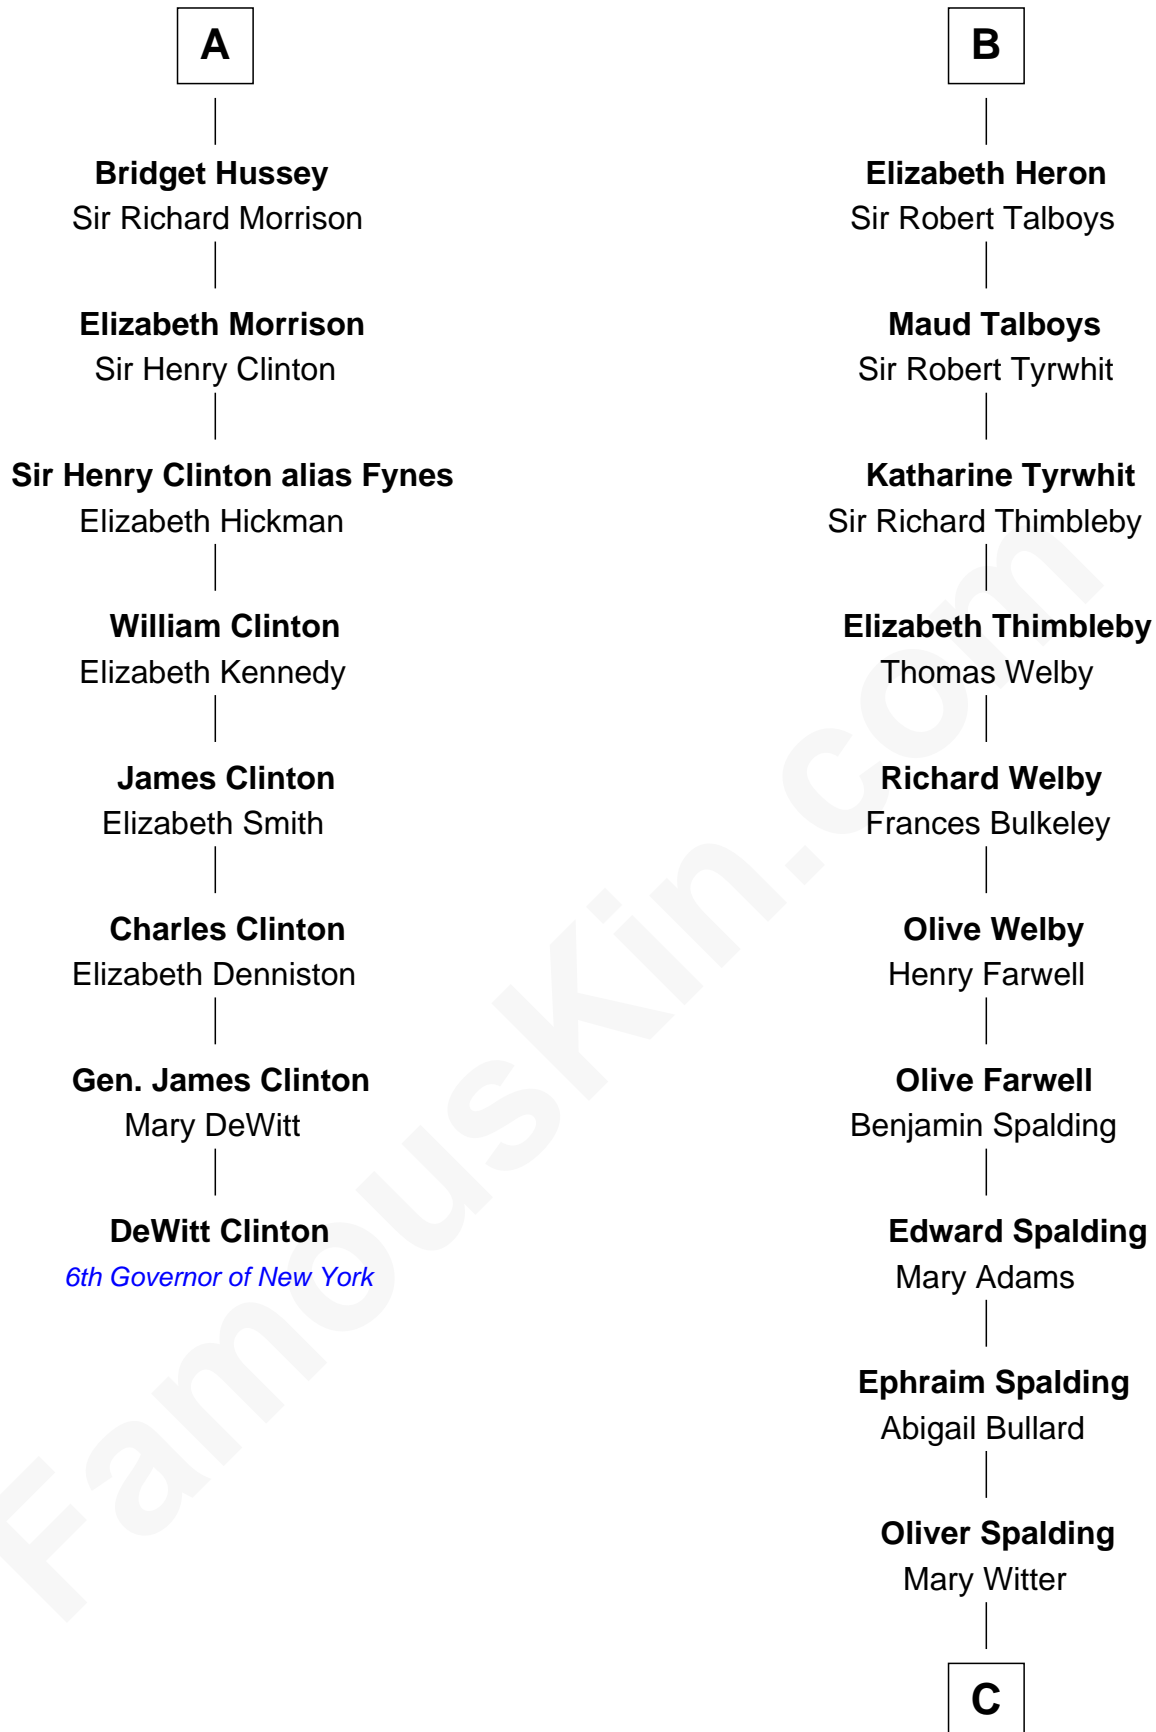 A
Bridget Hussey
Sir Richard Morrison
Elizabeth Morrison
Sir Henry Clinton
Sir Henry Clinton alias Fynes
Elizabeth Hickman
William Clinton
Elizabeth Kennedy
James Clinton
Elizabeth Smith
Charles Clinton
Elizabeth Denniston
Gen. James Clinton
Mary DeWitt
DeWitt Clinton
6th Governor of New York
B
Elizabeth Heron
Sir Robert Talboys
Maud Talboys
Sir Robert Tyrwhit
Katharine Tyrwhit
Sir Richard Thimbleby
Elizabeth Thimbleby
Thomas Welby
Richard Welby
Frances Bulkeley
Olive Welby
Henry Farwell
Olive Farwell
Benjamin Spalding
Edward Spalding
Mary Adams
Ephraim Spalding
Abigail Bullard
Oliver Spalding
Mary Witter
C
FamousKin.com